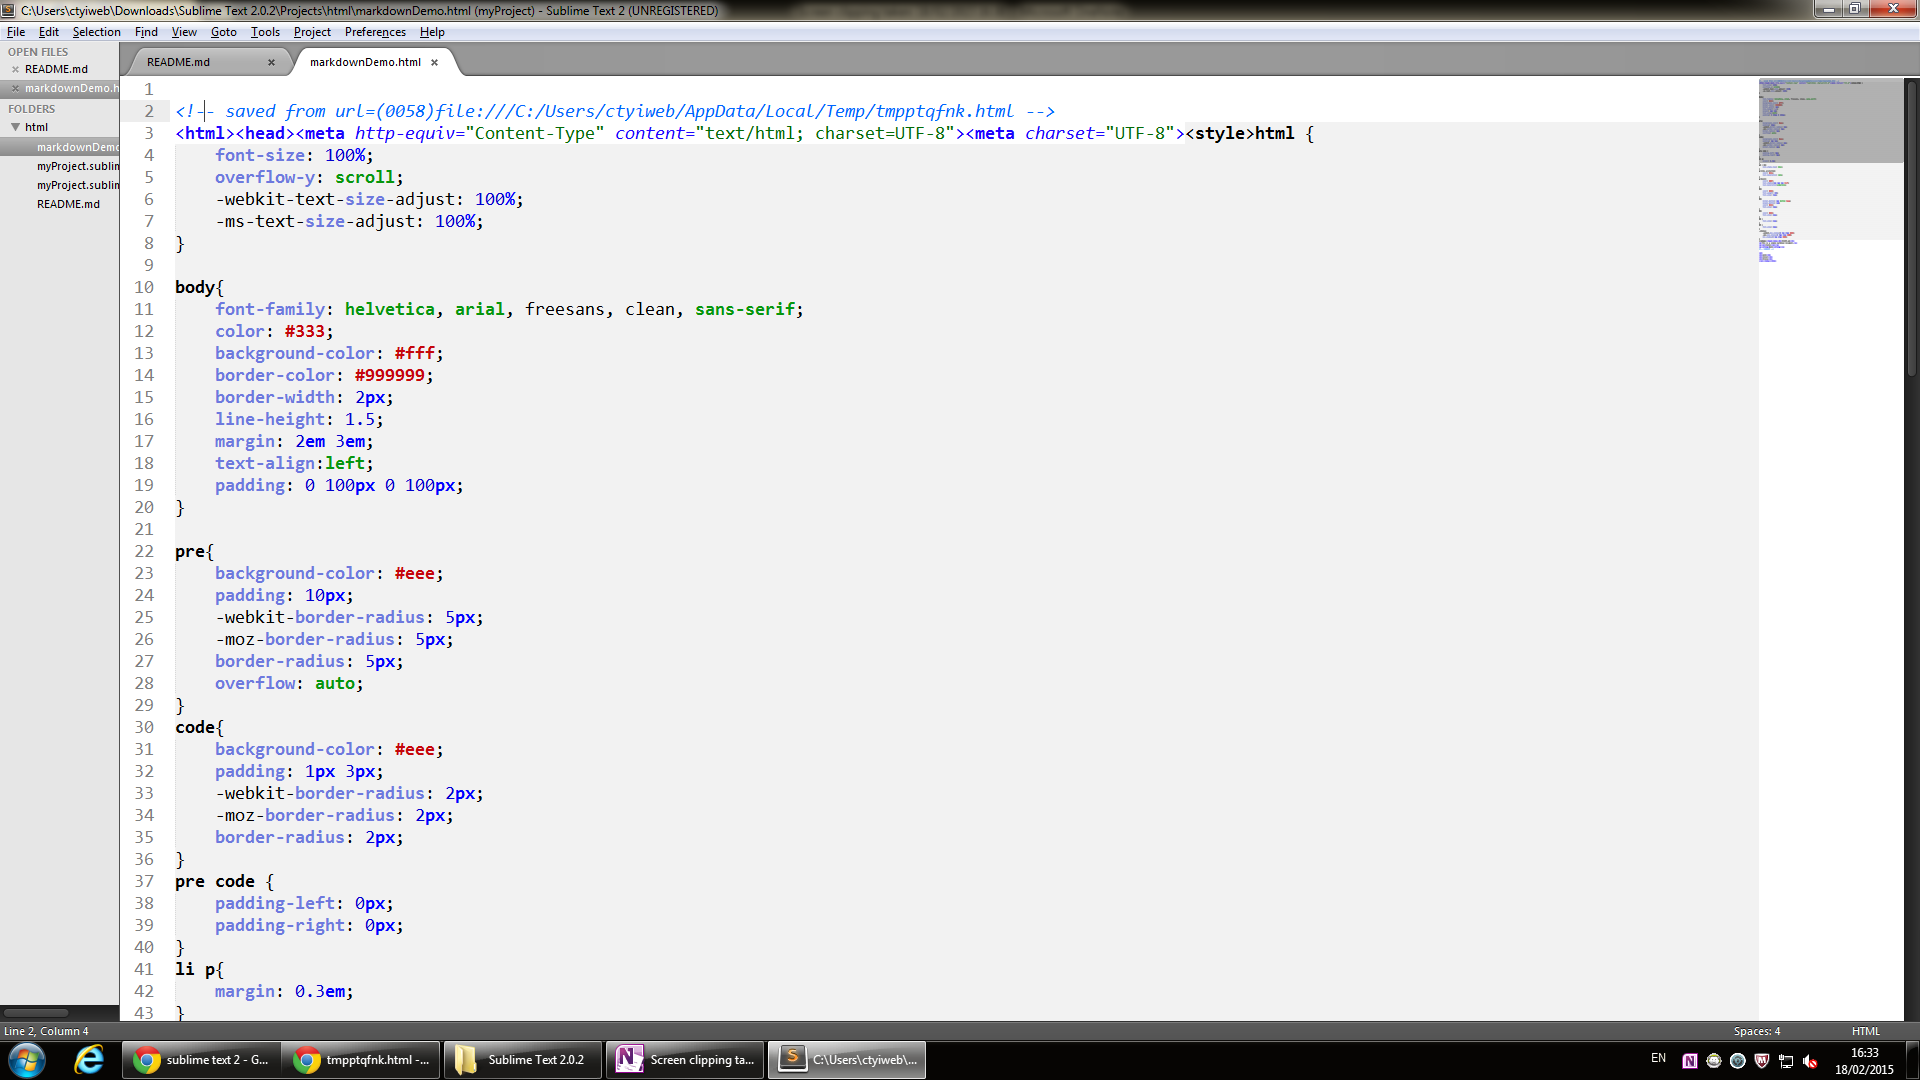 C:\Users\ctyiweb\Downloads\Sublime Text 2.0.2\Projects\html\markdownDemo.html (myProject) - Sublime Text 2 (UNREGISTERED)
File Edit Selection Find View Goto Tools Project Preferences Help
OPEN FILES
× README.md
× markdownDemo.h
FOLDERS
html
markdownDemo
myProject.sublim
myProject.sublim
README.md
README.md × markdownDemo.html ×
1
2 <!-- saved from url=(0058)file:///C:/Users/ctyiweb/AppData/Local/Temp/tmpptqfnk.html -->
3 <html><head><meta http-equiv="Content-Type" content="text/html; charset=UTF-8"><meta charset="UTF-8"><style>html {
4     font-size: 100%;
5     overflow-y: scroll;
6     -webkit-text-size-adjust: 100%;
7     -ms-text-size-adjust: 100%;
8 }
9
10 body{
11     font-family: helvetica, arial, freesans, clean, sans-serif;
12     color: #333;
13     background-color: #fff;
14     border-color: #999999;
15     border-width: 2px;
16     line-height: 1.5;
17     margin: 2em 3em;
18     text-align:left;
19     padding: 0 100px 0 100px;
20 }
21
22 pre{
23     background-color: #eee;
24     padding: 10px;
25     -webkit-border-radius: 5px;
26     -moz-border-radius: 5px;
27     border-radius: 5px;
28     overflow: auto;
29 }
30 code{
31     background-color: #eee;
32     padding: 1px 3px;
33     -webkit-border-radius: 2px;
34     -moz-border-radius: 2px;
35     border-radius: 2px;
36 }
37 pre code {
38     padding-left: 0px;
39     padding-right: 0px;
40 }
41 li p{
42     margin: 0.3em;
43 }
Line 2, Column 4 Spaces: 4 HTML
sublime text 2 - G... tmpptqfnk.html -... Sublime Text 2.0.2 Screen clipping ta... C:\Users\ctyiweb\... EN 16:33
18/02/2015